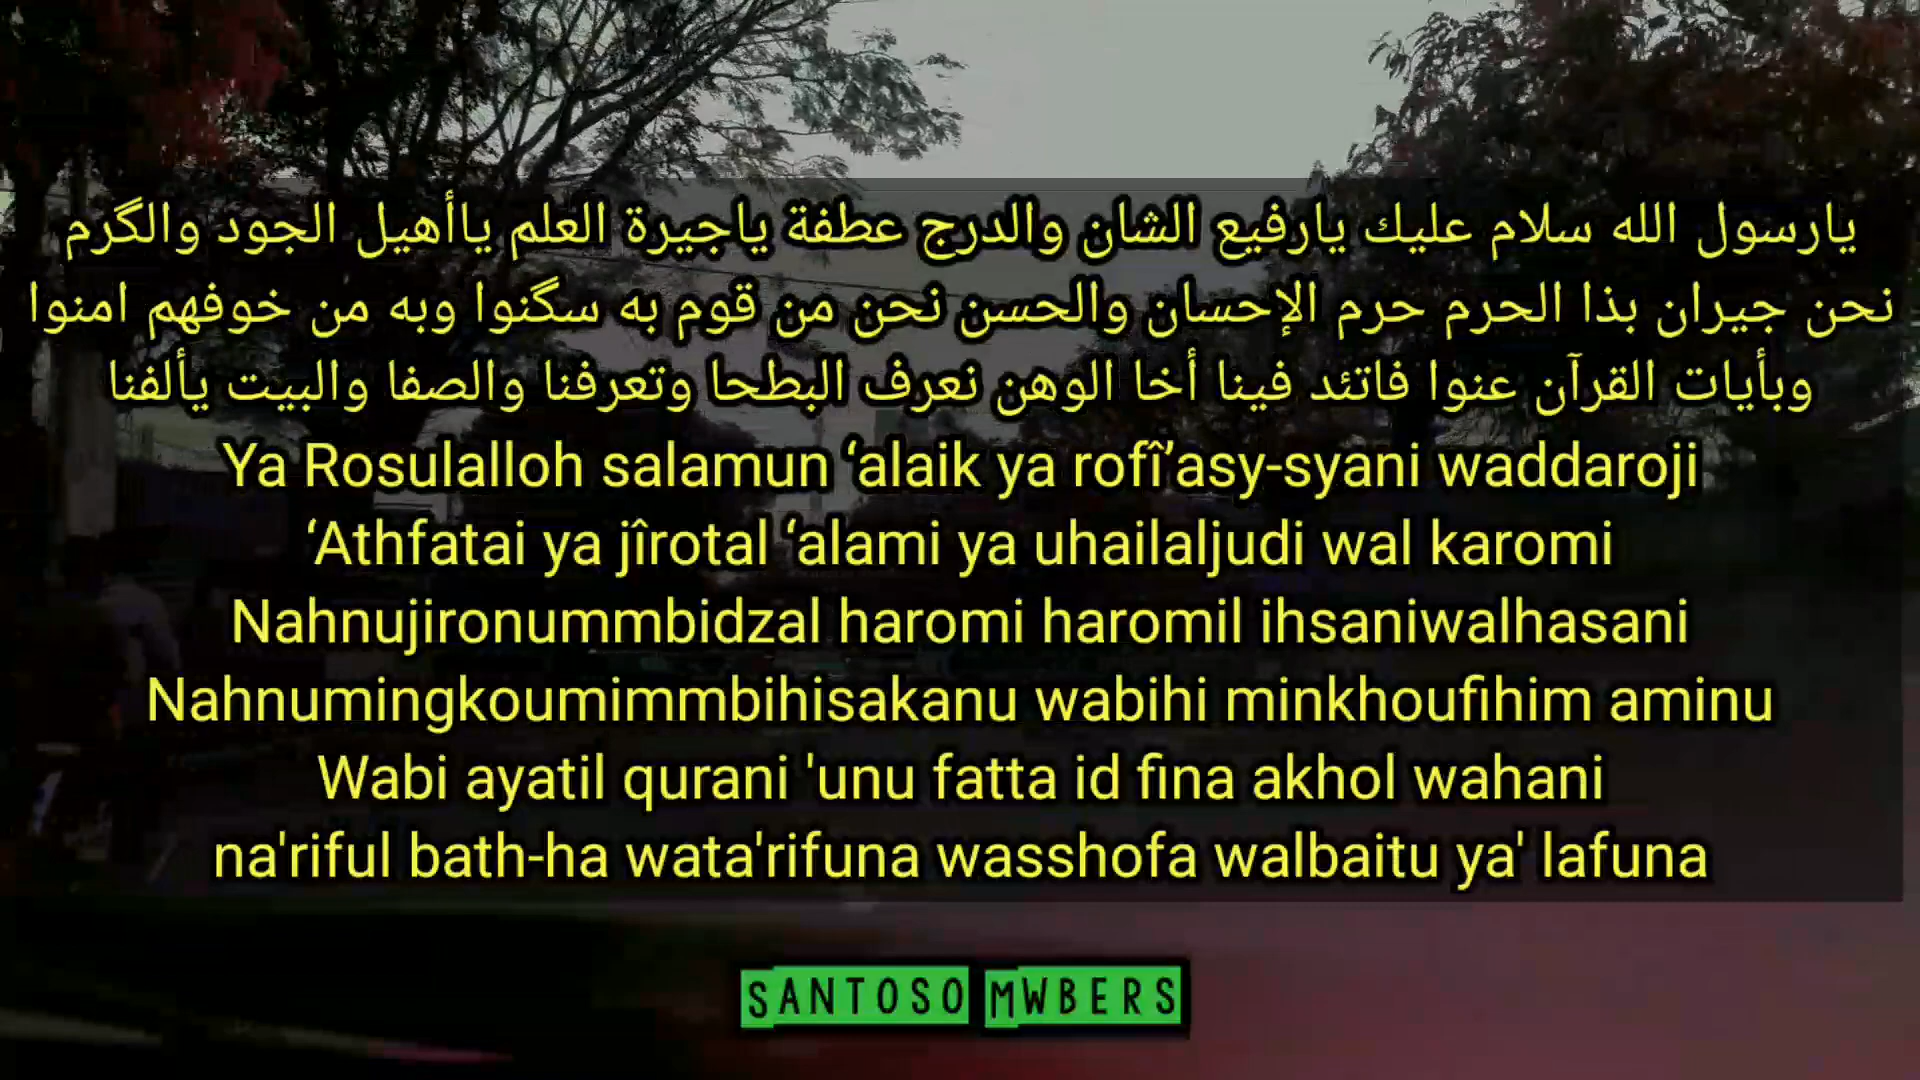 يارسول الله سلام عليك يارفيع الشان والدرج عطفة ياجيرة العلم ياأهيل الجود والگرم
نحن جيران بذا الحرم حرم الإحسان والحسن نحن من قوم به سگنوا وبه من خوفهم امنوا
وبأيات القرآن عنوا فاتئد فينا أخا الوهن نعرف البطحا وتعرفنا والصفا والبيت يألفنا
Ya Rosulalloh salamun ‘alaik ya rofî’asy-syani waddaroji
‘Athfatai ya jîrotal ‘alami ya uhailaljudi wal karomi
Nahnujironummbidzal haromi haromil ihsaniwalhasani
Nahnumingkoumimmbihisakanu wabihi minkhoufihim aminu
Wabi ayatil qurani 'unu fatta id fina akhol wahani
na'riful bath-ha wata'rifuna wasshofa walbaitu ya' lafuna
SANTOSO MWBERS